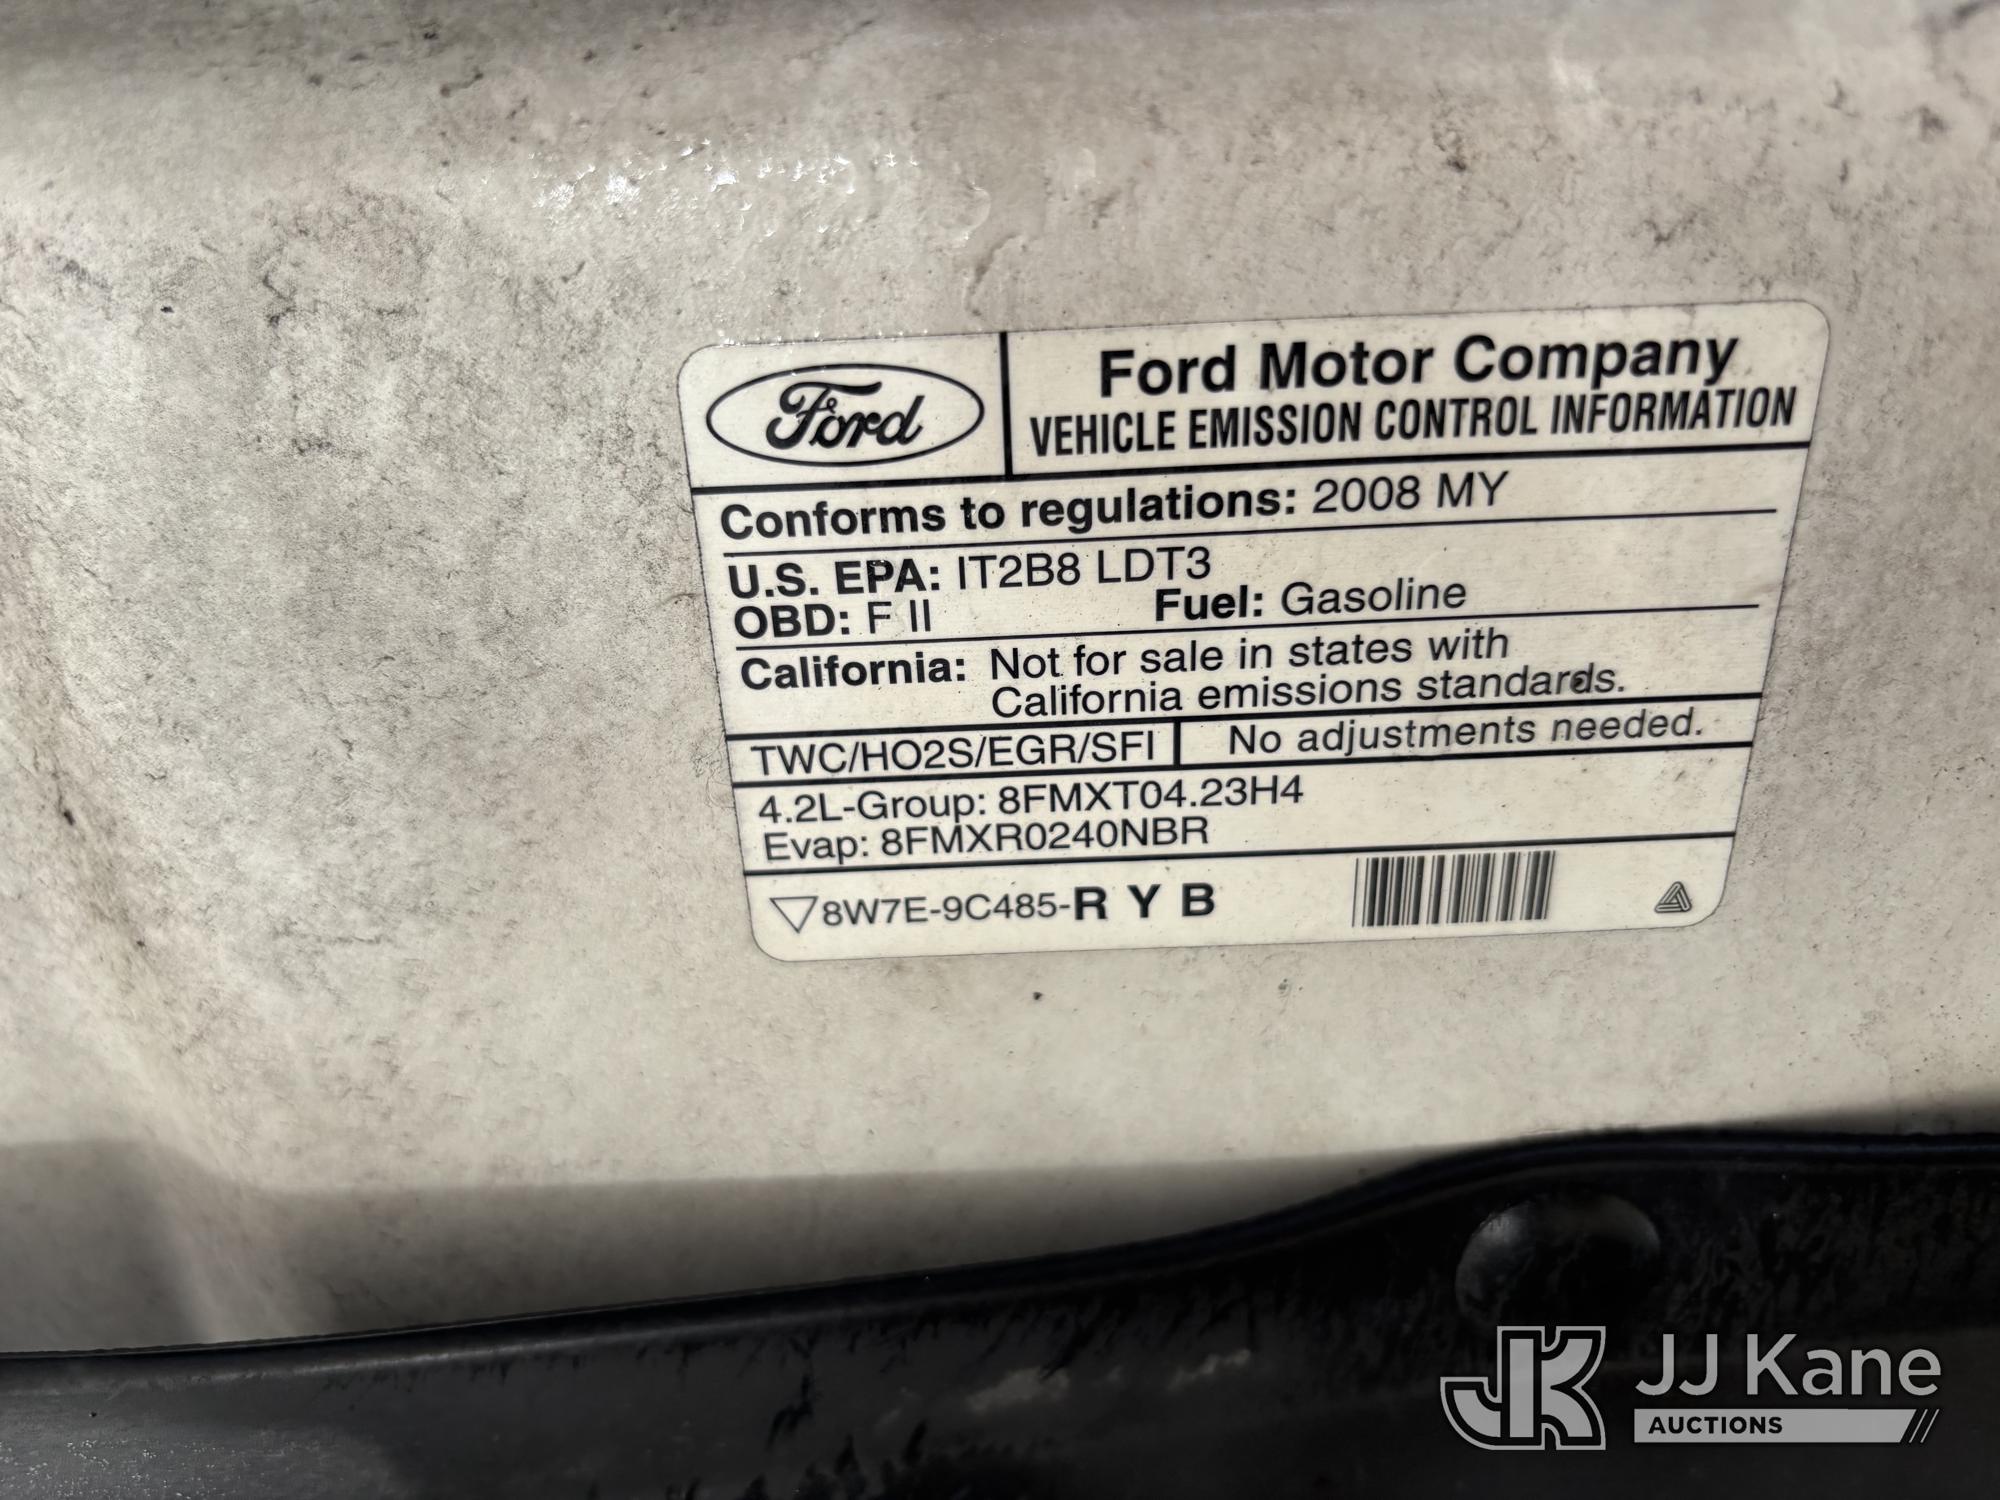 Ford
Ford Motor Company
VEHICLE EMISSION CONTROL INFORMATION
Conforms to regulations: 2008 MY
U.S. EPA: IT2B8 LDT3
OBD: F II Fuel: Gasoline
California: Not for sale in states with
California emissions standards.
TWC/HO2S/EGR/SFI No adjustments needed.
4.2L-Group: 8FMXT04.23H4
Evap: 8FMXR0240NBR
8W7E-9C485-R Y B
JK JJ Kane
AUCTIONS